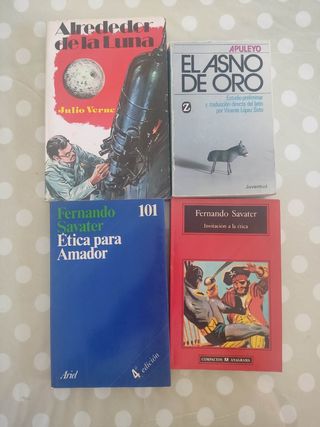 Alrededor
de la Luna
Julio Verne
APULEYO
EL ASNO
DE ORO
Estudio preliminar
y traducción directa del latín
por Vicente López Soto
Z
Juventud
Fernando
Savater
101
Ética para
Amador
Ariel
4ª edición
Fernando Savater
Invitación a la ética
COMPACTOS A ANAGRAMA